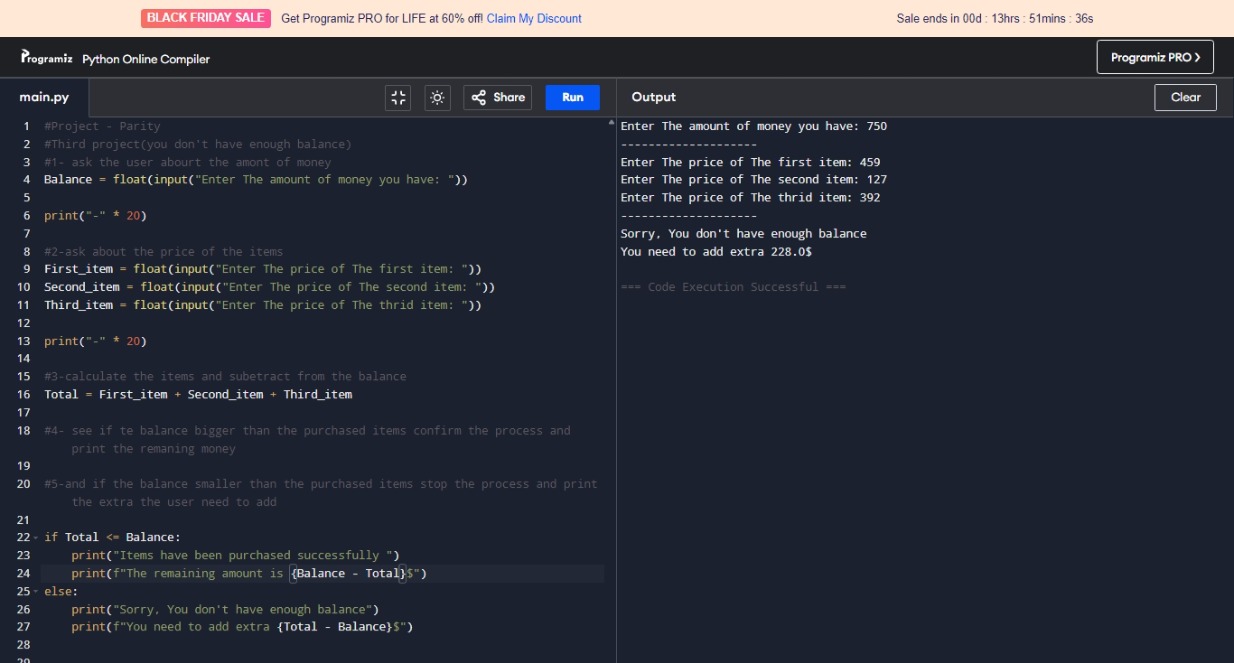 BLACK FRIDAY SALE Get Programiz PRO for LIFE at 60% off! Claim My Discount Sale ends in 00d : 13hrs : 51mins : 36s
Programiz Python Online Compiler Programiz PRO ❯
main.py Share Run
1 #Project - Parity
2 #Third project(you don't have enough balance)
3 #1- ask the user abourt the amont of money
4 Balance = float(input("Enter The amount of money you have: "))
5
6 print("-" * 20)
7
8 #2-ask about the price of the items
9 First_item = float(input("Enter The price of The first item: "))
10 Second_item = float(input("Enter The price of The second item: "))
11 Third_item = float(input("Enter The price of The thrid item: "))
12
13 print("-" * 20)
14
15 #3-calculate the items and subetract from the balance
16 Total = First_item + Second_item + Third_item
17
18 #4- see if te balance bigger than the purchased items confirm the process and
print the remaning money
19
20 #5-and if the balance smaller than the purchased items stop the process and print
the extra the user need to add
21
22 if Total <= Balance:
23 print("Items have been purchased successfully ")
24 print(f"The remaining amount is {Balance - Total}$")
25 else:
26 print("Sorry, You don't have enough balance")
27 print(f"You need to add extra {Total - Balance}$")
28
29
Output Clear
Enter The amount of money you have: 750
--------------------
Enter The price of The first item: 459
Enter The price of The second item: 127
Enter The price of The thrid item: 392
--------------------
Sorry, You don't have enough balance
You need to add extra 228.0$
=== Code Execution Successful ===